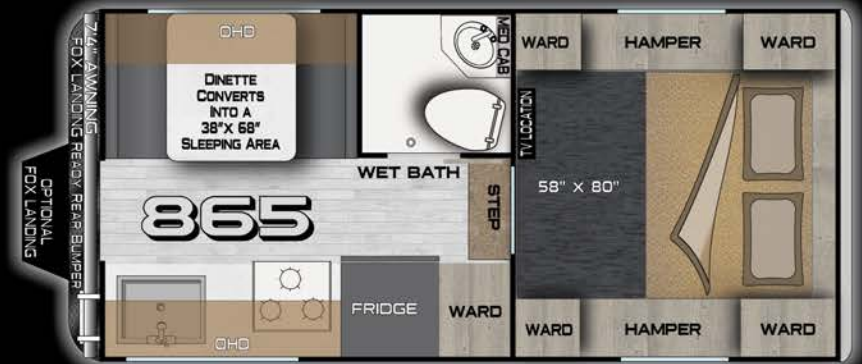 7'4" AWNING
FOX LANDING READY REAR BUMPER
OPTIONAL
FOX LANDING
OHD
DINETTE
CONVERTS
INTO A
38"X 68"
SLEEPING AREA
MED CAB
WET BATH
865
STEP
OHD
FRIDGE
WARD
WARD
HAMPER
WARD
TV LOCATION
58" X 80"
WARD
HAMPER
WARD